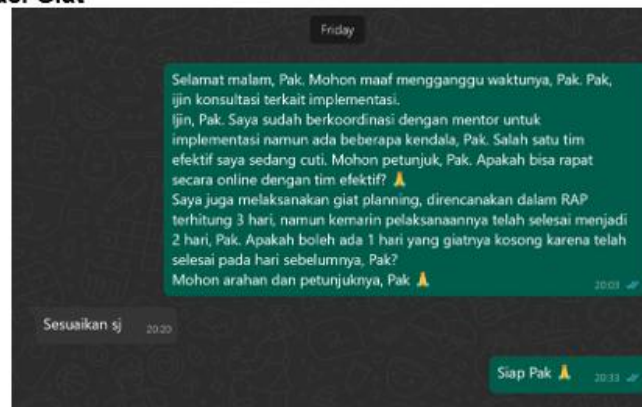 Friday
Selamat malam, Pak. Mohon maaf mengganggu waktunya, Pak. Pak,
ijin konsultasi terkait implementasi.
Ijin, Pak. Saya sudah berkoordinasi dengan mentor untuk
implementasi namun ada beberapa kendala, Pak. Salah satu tim
efektif saya sedang cuti. Mohon petunjuk, Pak. Apakah bisa rapat
secara online dengan tim efektif? 🙏
Saya juga melaksanakan giat planning, direncanakan dalam RAP
terhitung 3 hari, namun kemarin pelaksanaannya telah selesai menjadi
2 hari, Pak. Apakah boleh ada 1 hari yang giatnya kosong karena telah
selesai pada hari sebelumnya, Pak?
Mohon arahan dan petunjuknya, Pak 🙏
20:03
Sesuaikan sj 20:20
Siap Pak 🙏 20:33